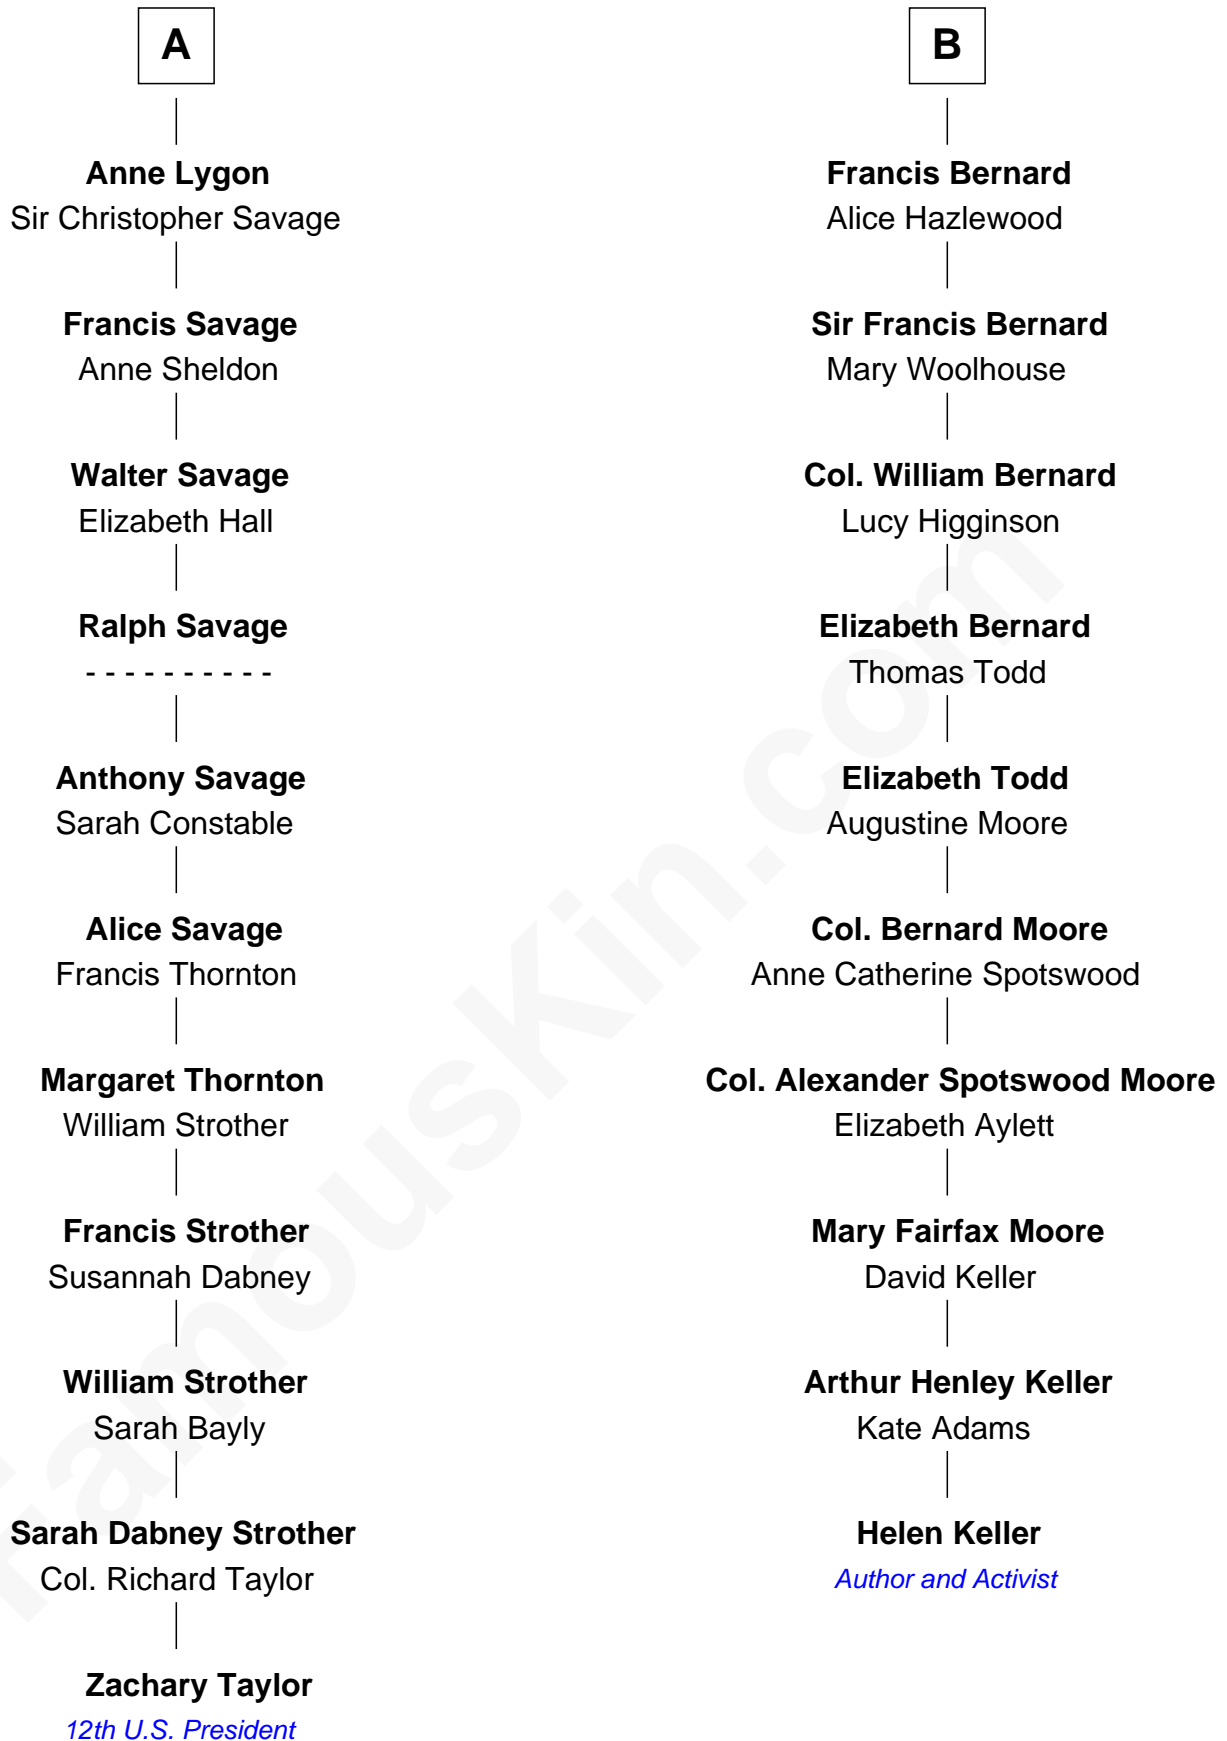 A
Anne Lygon
Sir Christopher Savage
Francis Savage
Anne Sheldon
Walter Savage
Elizabeth Hall
Ralph Savage
- - - - - - - - - -
Anthony Savage
Sarah Constable
Alice Savage
Francis Thornton
Margaret Thornton
William Strother
Francis Strother
Susannah Dabney
William Strother
Sarah Bayly
Sarah Dabney Strother
Col. Richard Taylor
Zachary Taylor
12th U.S. President
B
Francis Bernard
Alice Hazlewood
Sir Francis Bernard
Mary Woolhouse
Col. William Bernard
Lucy Higginson
Elizabeth Bernard
Thomas Todd
Elizabeth Todd
Augustine Moore
Col. Bernard Moore
Anne Catherine Spotswood
Col. Alexander Spotswood Moore
Elizabeth Aylett
Mary Fairfax Moore
David Keller
Arthur Henley Keller
Kate Adams
Helen Keller
Author and Activist
FamousKin.com